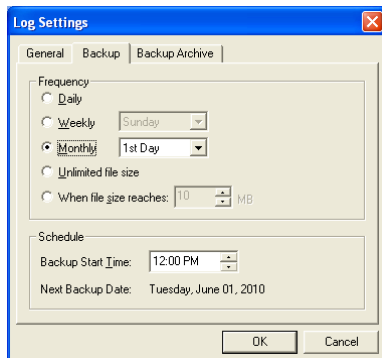 Log Settings
General Backup Backup Archive
Frequency
Daily
Weekly Sunday
Monthly 1st Day
Unlimited file size
When file size reaches: 10 MB
Schedule
Backup Start Time: 12:00 PM
Next Backup Date: Tuesday, June 01, 2010
OK Cancel